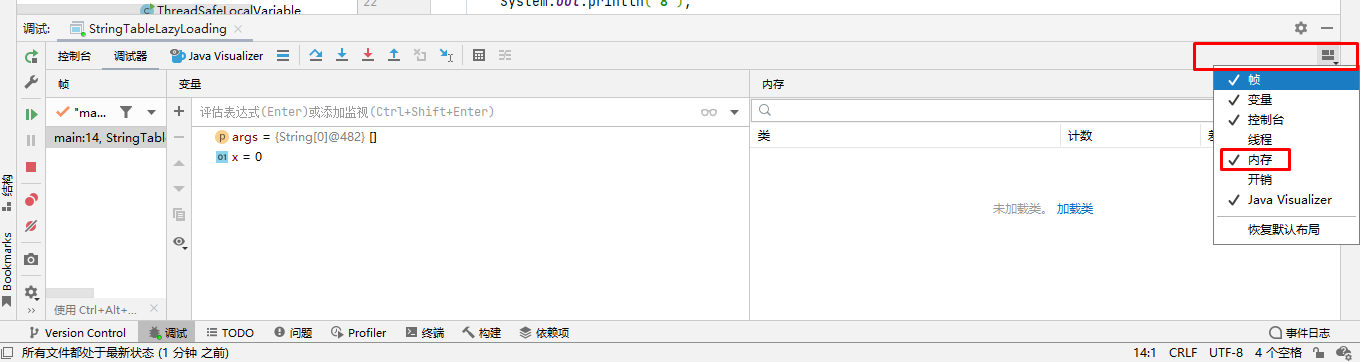 ThreadSafeLocalVariable
22
System.out.println("8");
调试:
StringTableLazyLoading
控制台
调试器
Java Visualizer
帧
变量
内存
"ma...
评估表达式(Enter)或添加监视(Ctrl+Shift+Enter)
main:14, StringTable
args = {String[0]@482} []
x = 0
类
计数
未加载类。 加载类
帧
变量
控制台
线程
内存
开销
Java Visualizer
恢复默认布局
结构
Bookmarks
使用 Ctrl+Alt+...
Version Control
调试
TODO
问题
Profiler
终端
构建
依赖项
事件日志
所有文件都处于最新状态 (1 分钟 之前)
14:1
CRLF
UTF-8
4 个空格